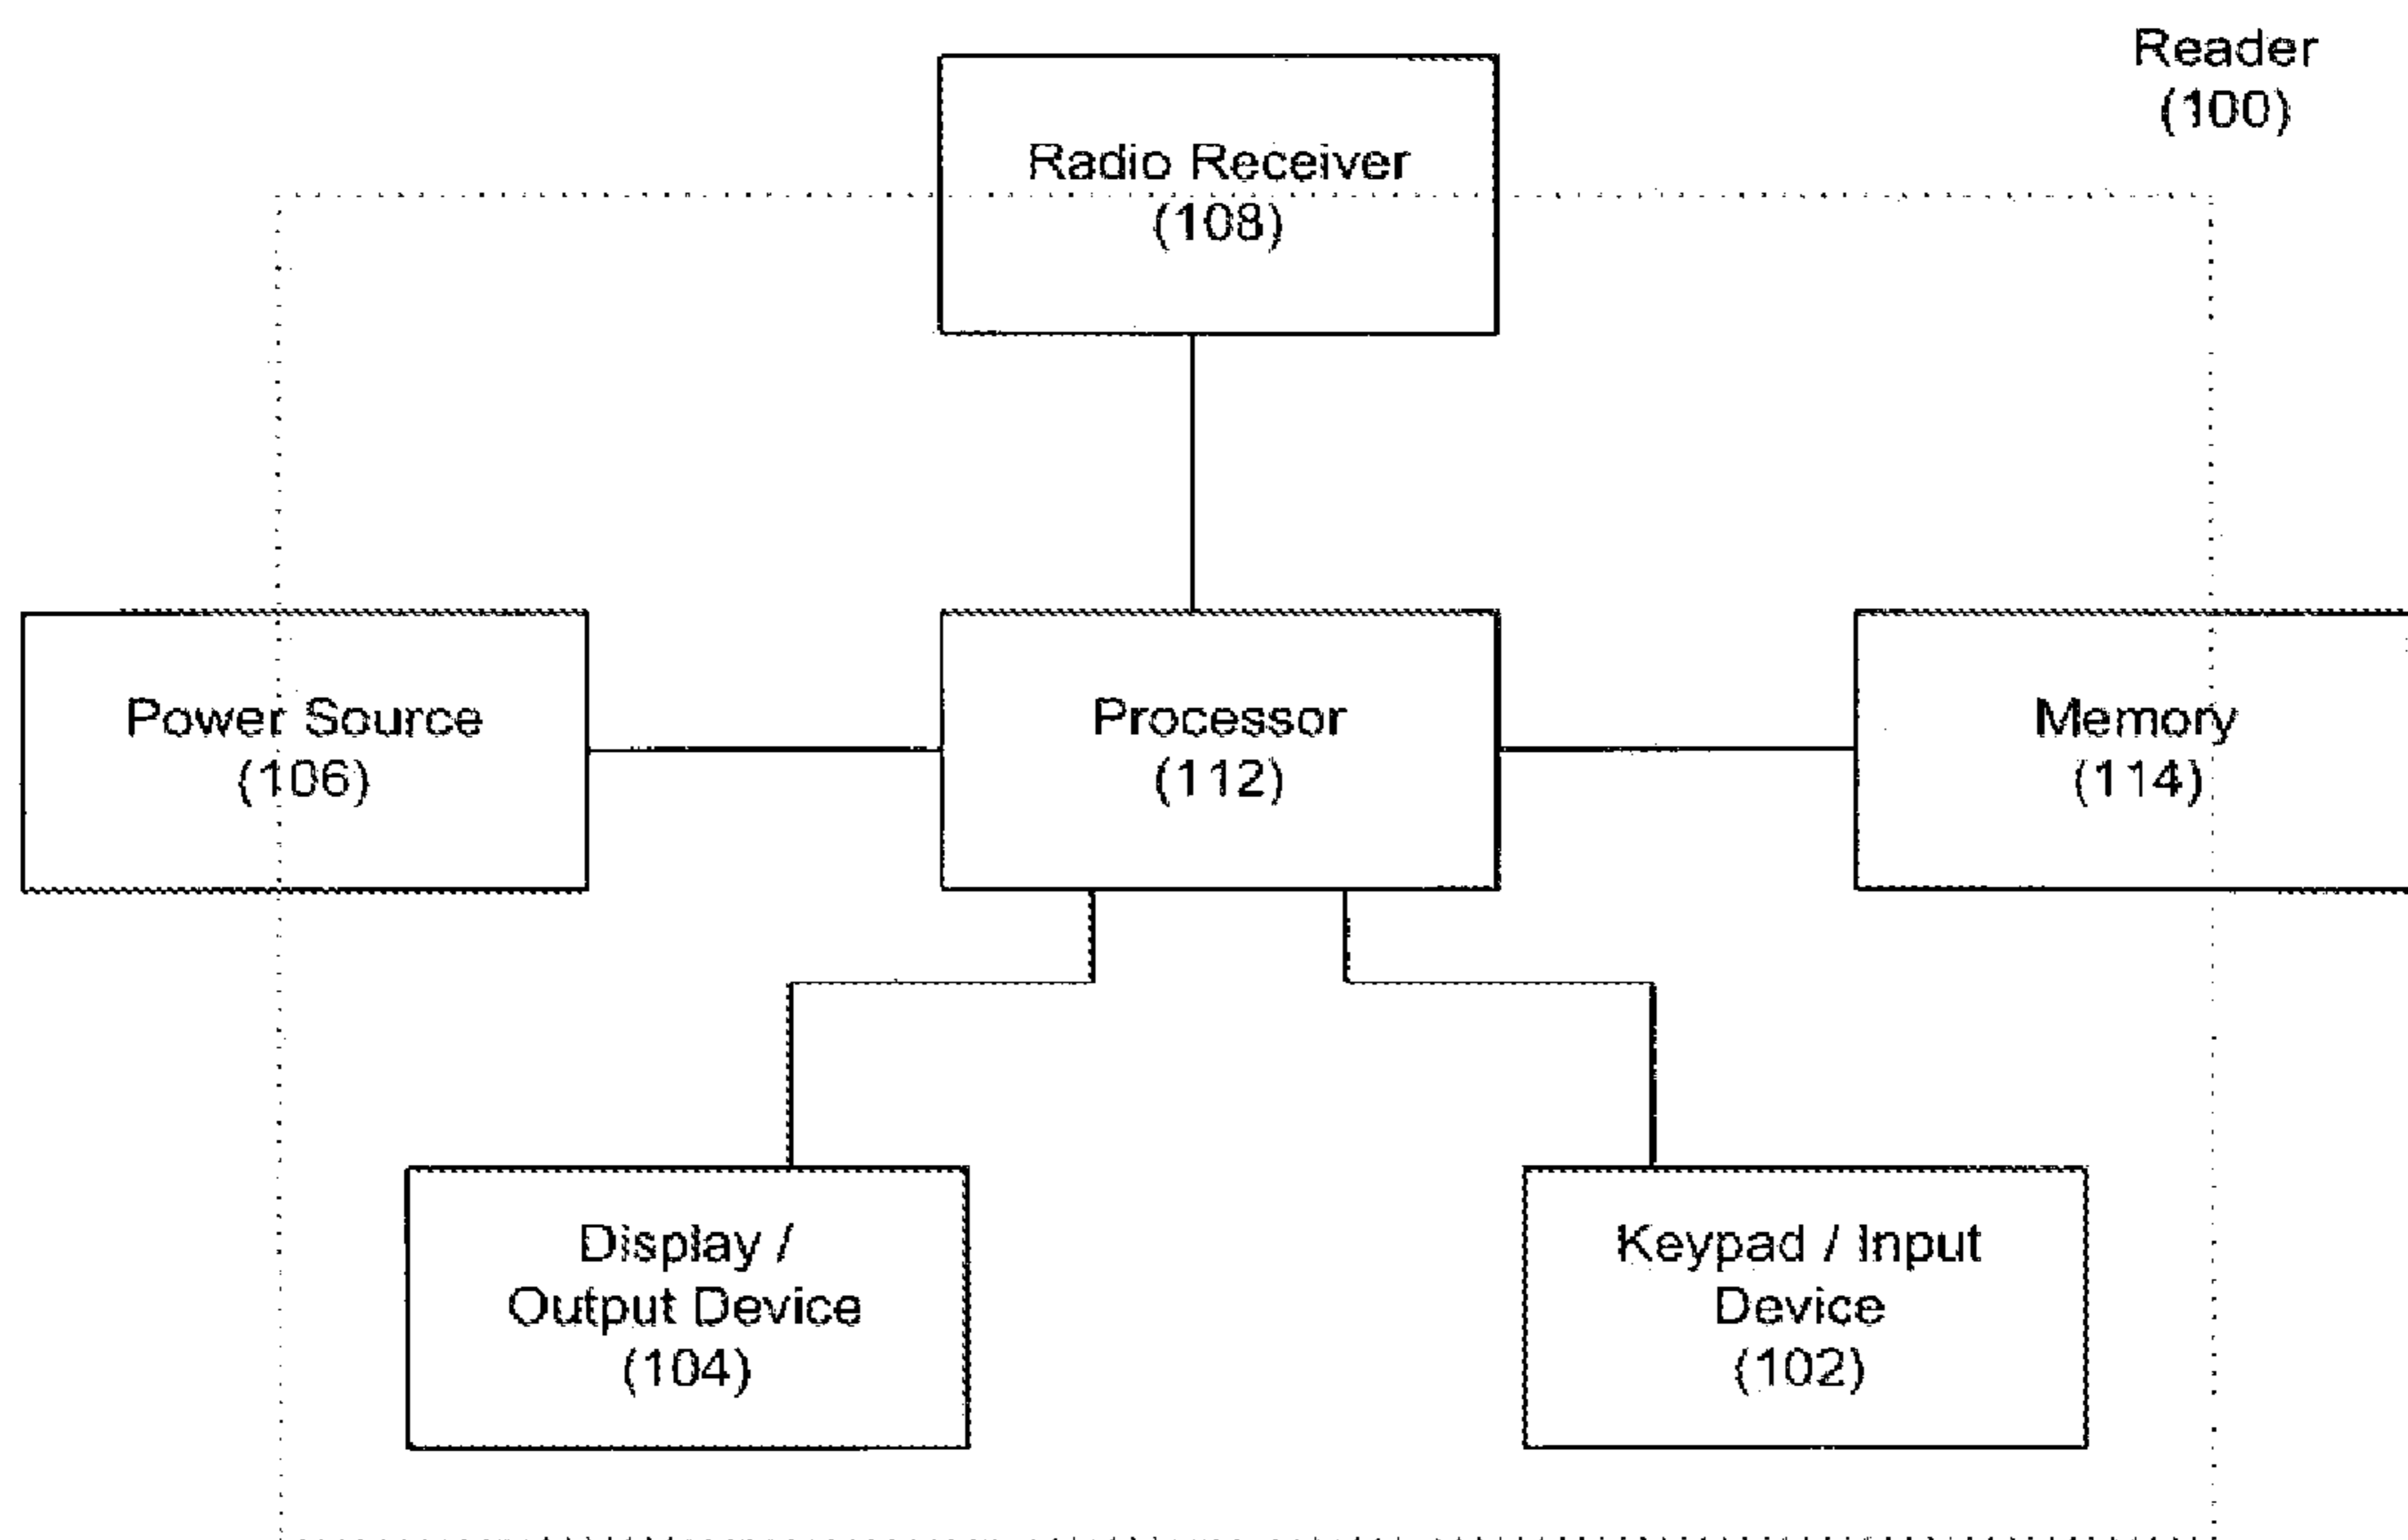 Reader
(100)
Radio Receiver
(108)
Power Source
(106)
Processor
(112)
Memory
(114)
Display /
Output Device
(104)
Keypad / Input
Device
(102)